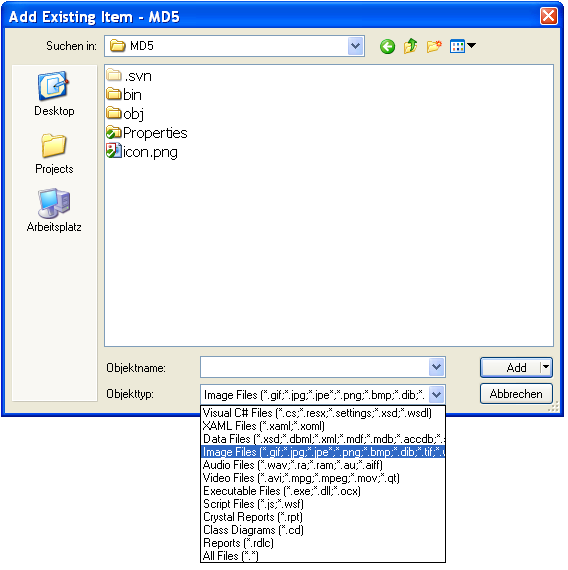 Add Existing Item - MD5
Suchen in: MD5
Desktop
Projects
Arbeitsplatz
.svn
bin
obj
Properties
icon.png
Objektname: Add
Objekttyp: Image Files (*.gif;*.jpg;*.jpe*;*.png;*.bmp;*.dib;*. Abbrechen
Visual C# Files (*.cs;*.resx;*.settings;*.xsd;*.wsdl)
XAML Files (*.xaml;*.xoml)
Data Files (*.xsd;*.dbml;*.xml;*.mdf;*.mdb;*.accdb;*.s
Image Files (*.gif;*.jpg;*.jpe*;*.png;*.bmp;*.dib;*.tif;*.w
Audio Files (*.wav;*.ra;*.ram;*.au;*.aiff)
Video Files (*.avi;*.mpg;*.mpeg;*.mov;*.qt)
Executable Files (*.exe;*.dll;*.ocx)
Script Files (*.js;*.wsf)
Crystal Reports (*.rpt)
Class Diagrams (*.cd)
Reports (*.rdlc)
All Files (*.*)